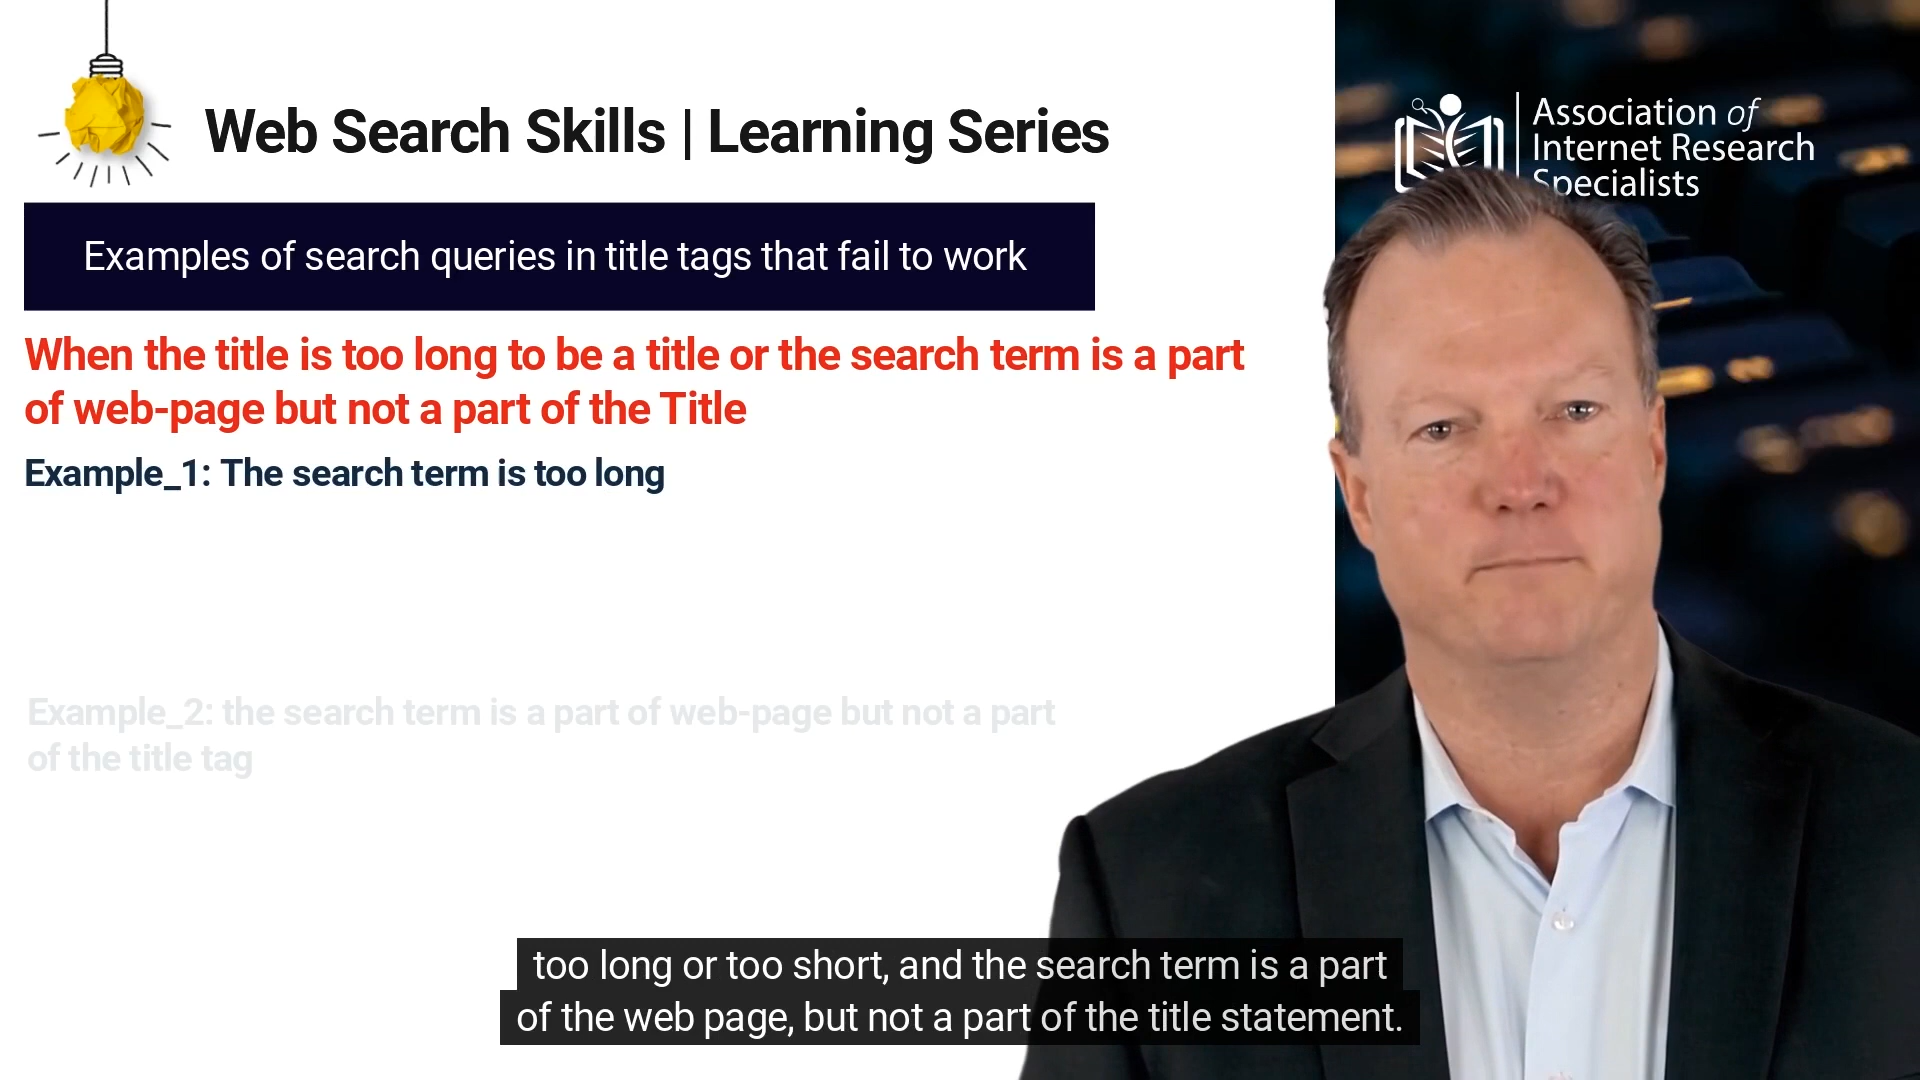 Web Search Skills | Learning Series
Association of
Internet Research
Specialists
Examples of search queries in title tags that fail to work
When the title is too long to be a title or the search term is a part
of web-page but not a part of the Title
Example_1: The search term is too long
Example_2: the search term is a part of web-page but not a part
of the title tag
too long or too short, and the search term is a part
of the web page, but not a part of the title statement.